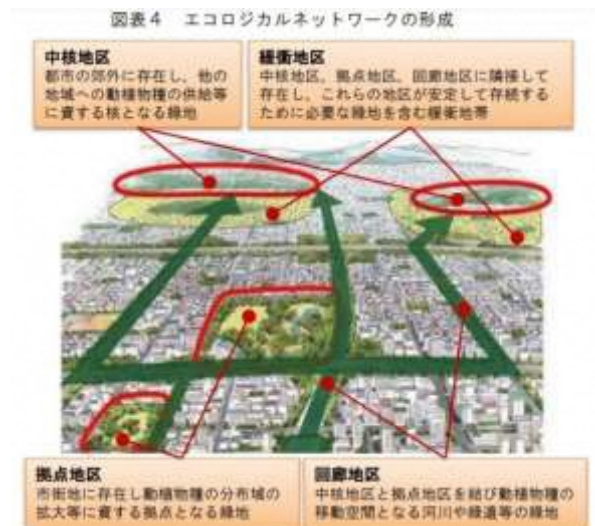 図表4 エコロジカルネットワークの形成
中核地区
都市の郊外に存在し、他の
地域への動植物種の供給等
に資する核となる緑地
緩衝地区
中核地区、拠点地区、回廊地区に隣接して
存在し、これらの地区が安定して存続する
ために必要な緑地を含む緩衝地帯
拠点地区
市街地に存在し動植物種の分布域の
拡大等に資する拠点となる緑地
回廊地区
中核地区と拠点地区を結び動植物種の
移動空間となる河川や緑道等の緑地